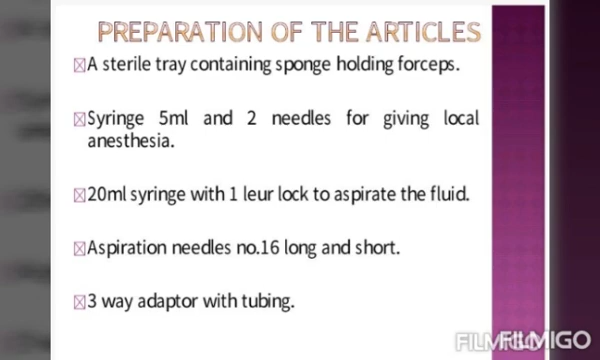 PREPARATION OF THE ARTICLES
A sterile tray containing sponge holding forceps.
Syringe 5ml and 2 needles for giving local
anesthesia.
20ml syringe with 1 leur lock to aspirate the fluid.
Aspiration needles no.16 long and short.
3 way adaptor with tubing.
FILMIGO